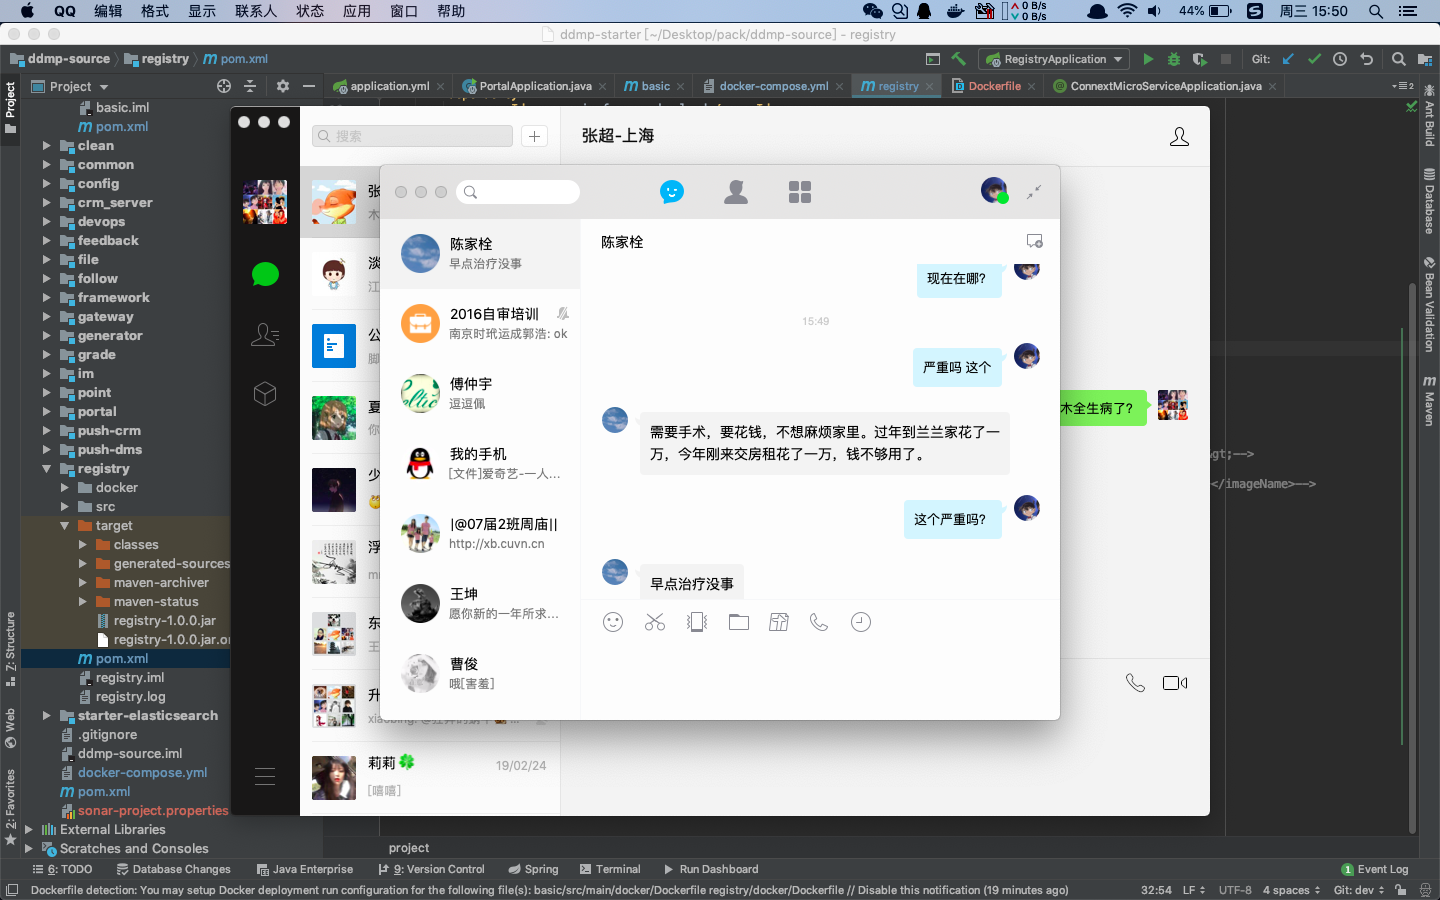 QQ 编辑 格式 显示 联系人 状态 应用 窗口 帮助
0 B/s
0 B/s
44% 周三 15:50
ddmp-starter [~/Desktop/pack/ddmp-source] - registry
ddmp-source registry pom.xml
RegistryApplication Git:
Project
application.yml PortalApplication.java basic docker-compose.yml registry Dockerfile ConnextMicroServiceApplication.java
basic.iml
pom.xml
clean
common
config
crm_server
devops
feedback
file
follow
framework
gateway
generator
grade
im
point
portal
push-crm
push-dms
registry
docker
src
target
classes
generated-sources
maven-archiver
maven-status
registry-1.0.0.jar
registry-1.0.0.jar.or
pom.xml
registry.iml
registry.log
starter-elasticsearch
.gitignore
ddmp-source.iml
docker-compose.yml
pom.xml
sonar-project.properties
External Libraries
Scratches and Consoles
1: Project
Z: Structure
Web
2: Favorites
Ant Build
Database
Bean Validation
Maven
搜索
张超-上海
木全生病了?
gt;-->
</imageName>-->
莉莉 19/02/24
[嘻嘻]
陈家栓
早点治疗没事
2016自审培训
南京时玳运成郭浩: ok
傅仲宇
逗逗佩
我的手机
[文件]爱奇艺-一人...
|@07届2班周庙||
http://xb.cuvn.cn
王坤
愿你新的一年所求...
曹俊
哦[害羞]
陈家栓
现在在哪?
15:49
严重吗 这个
需要手术，要花钱，不想麻烦家里。过年到兰兰家花了一
万，今年刚来交房租花了一万，钱不够用了。
这个严重吗?
早点治疗没事
project
6: TODO Database Changes Java Enterprise 9: Version Control Spring Terminal Run Dashboard 1 Event Log
Dockerfile detection: You may setup Docker deployment run configuration for the following file(s): basic/src/main/docker/Dockerfile registry/docker/Dockerfile // Disable this notification (19 minutes ago) 32:54 LF UTF-8 4 spaces Git: dev